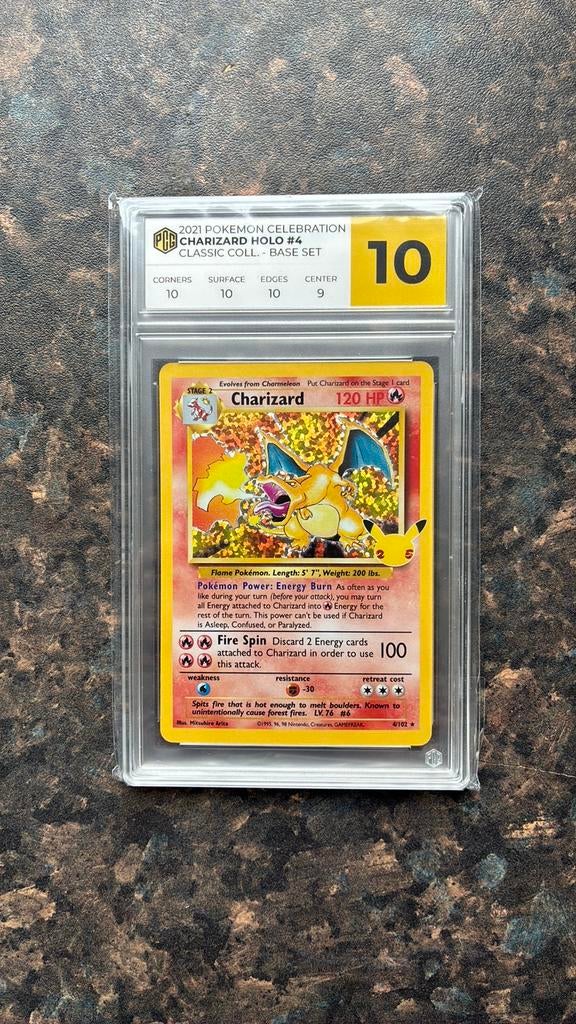 PCG
2021 POKEMON CELEBRATION
CHARIZARD HOLO #4
CLASSIC COLL. - BASE SET
CORNERS SURFACE EDGES CENTER
10 10 10 9
10
Evolves from Charmeleon Put Charizard on the Stage 1 card
STAGE 2
Charizard 120 HP
25
Flame Pokémon. Length: 5' 7", Weight: 200 lbs.
Pokémon Power: Energy Burn As often as you
like during your turn (before your attack), you may turn
all Energy attached to Charizard into Energy for the
rest of the turn. This power can't be used if Charizard
is Asleep, Confused, or Paralyzed.
Fire Spin Discard 2 Energy cards
attached to Charizard in order to use 100
this attack.
weakness resistance retreat cost
-30
Spits fire that is hot enough to melt boulders. Known to
unintentionally cause forest fires. LV. 76 #6
Illus. Mitsuhiro Arita ©1995, 96, 98 Nintendo, Creatures, GAMEFREAK. 4/102 ★